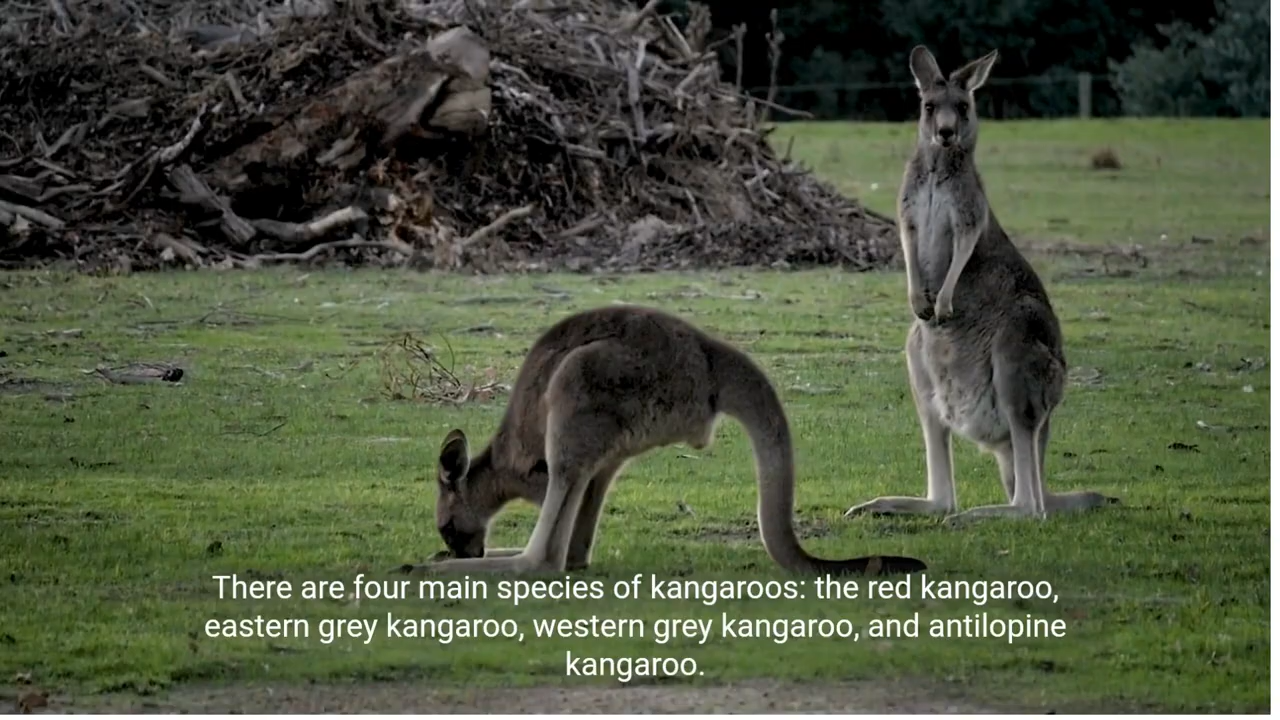 There are four main species of kangaroos: the red kangaroo,
eastern grey kangaroo, western grey kangaroo, and antilopine
kangaroo.